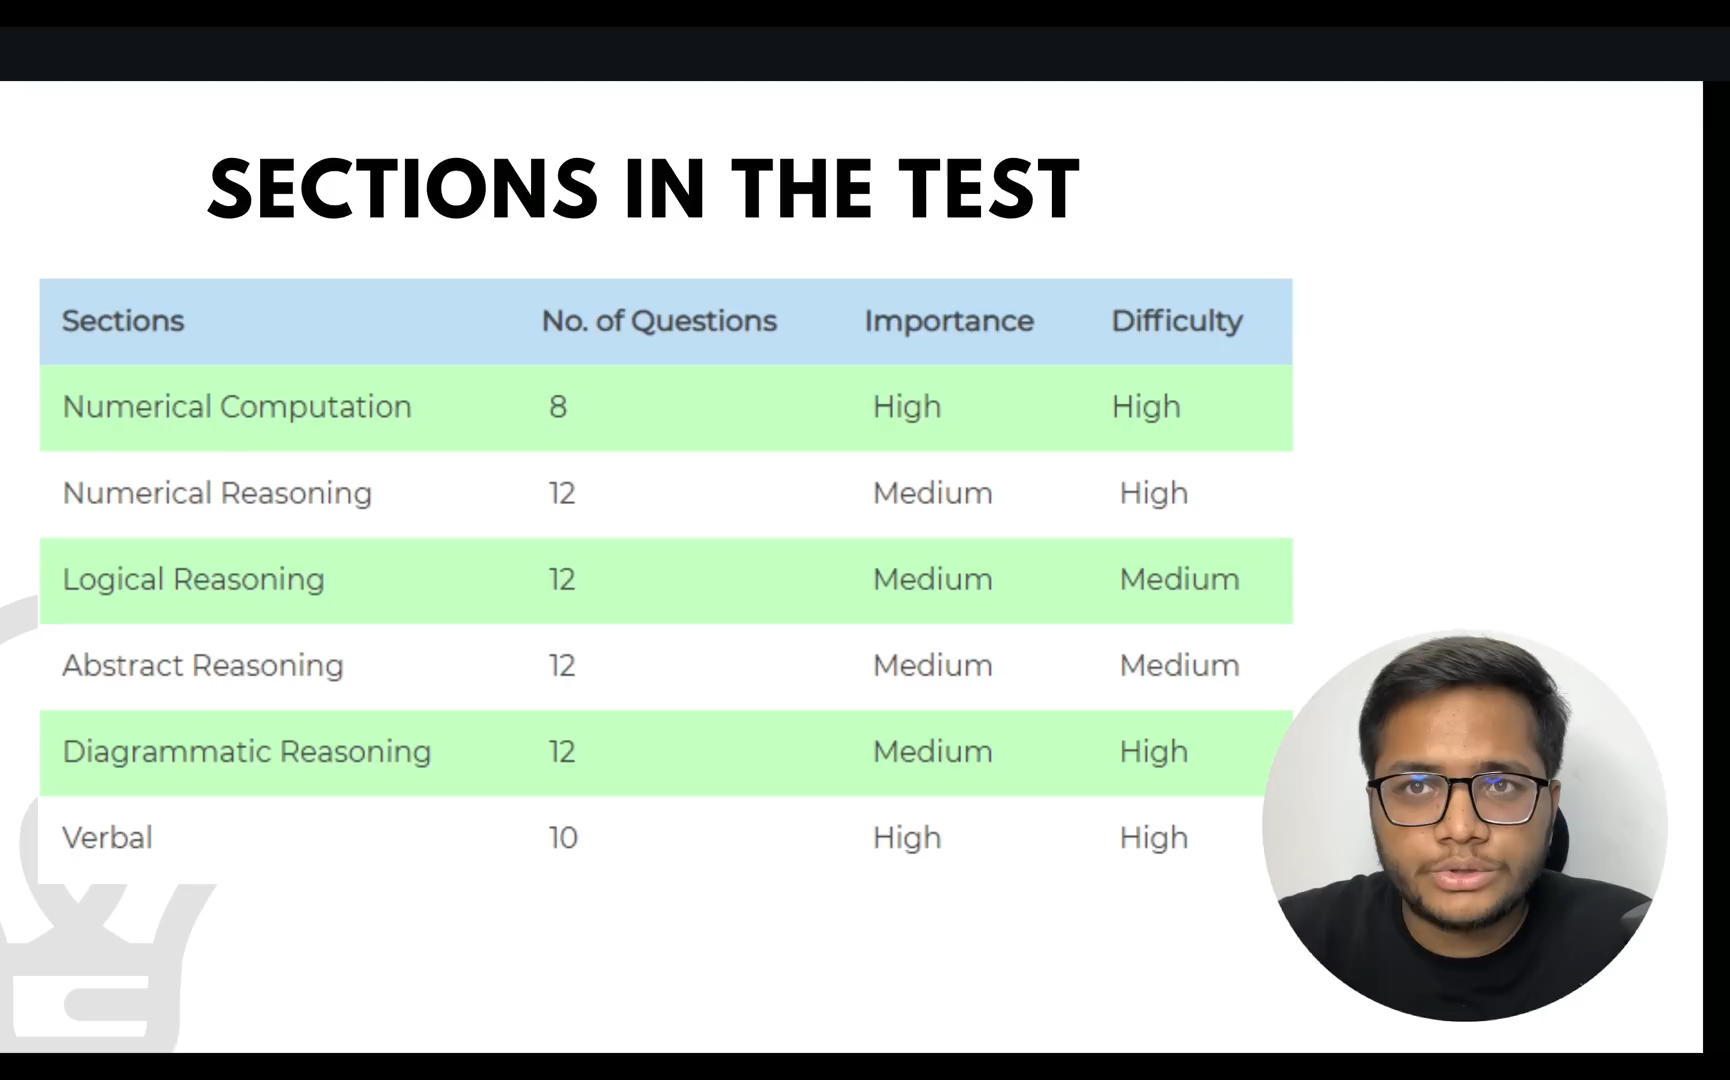 SECTIONS IN THE TEST
Sections No. of Questions Importance Difficulty
Numerical Computation 8 High High
Numerical Reasoning 12 Medium High
Logical Reasoning 12 Medium Medium
Abstract Reasoning 12 Medium Medium
Diagrammatic Reasoning 12 Medium High
Verbal 10 High High